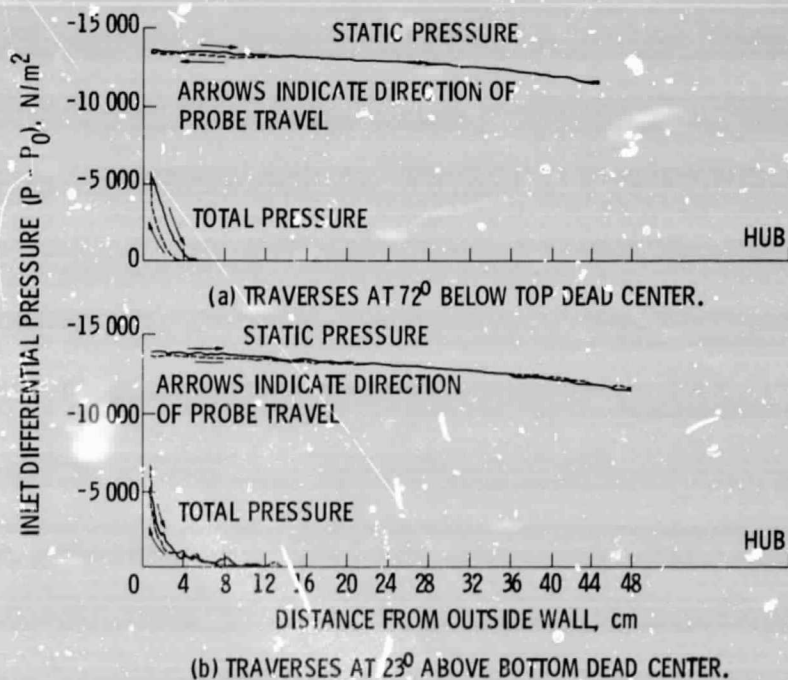 INLET DIFFERENTIAL PRESSURE (P - P0), N/m2
-15 000
-10 000
-5 000
0
STATIC PRESSURE
ARROWS INDICATE DIRECTION OF
PROBE TRAVEL
TOTAL PRESSURE
HUB
(a) TRAVERSES AT 72⁰ BELOW TOP DEAD CENTER.
-15 000
-10 000
-5 000
STATIC PRESSURE
ARROWS INDICATE DIRECTION
OF PROBE TRAVEL
TOTAL PRESSURE
HUB
0 4 8 12 16 20 24 28 32 36 40 44 48
DISTANCE FROM OUTSIDE WALL, cm
(b) TRAVERSES AT 23⁰ ABOVE BOTTOM DEAD CENTER.